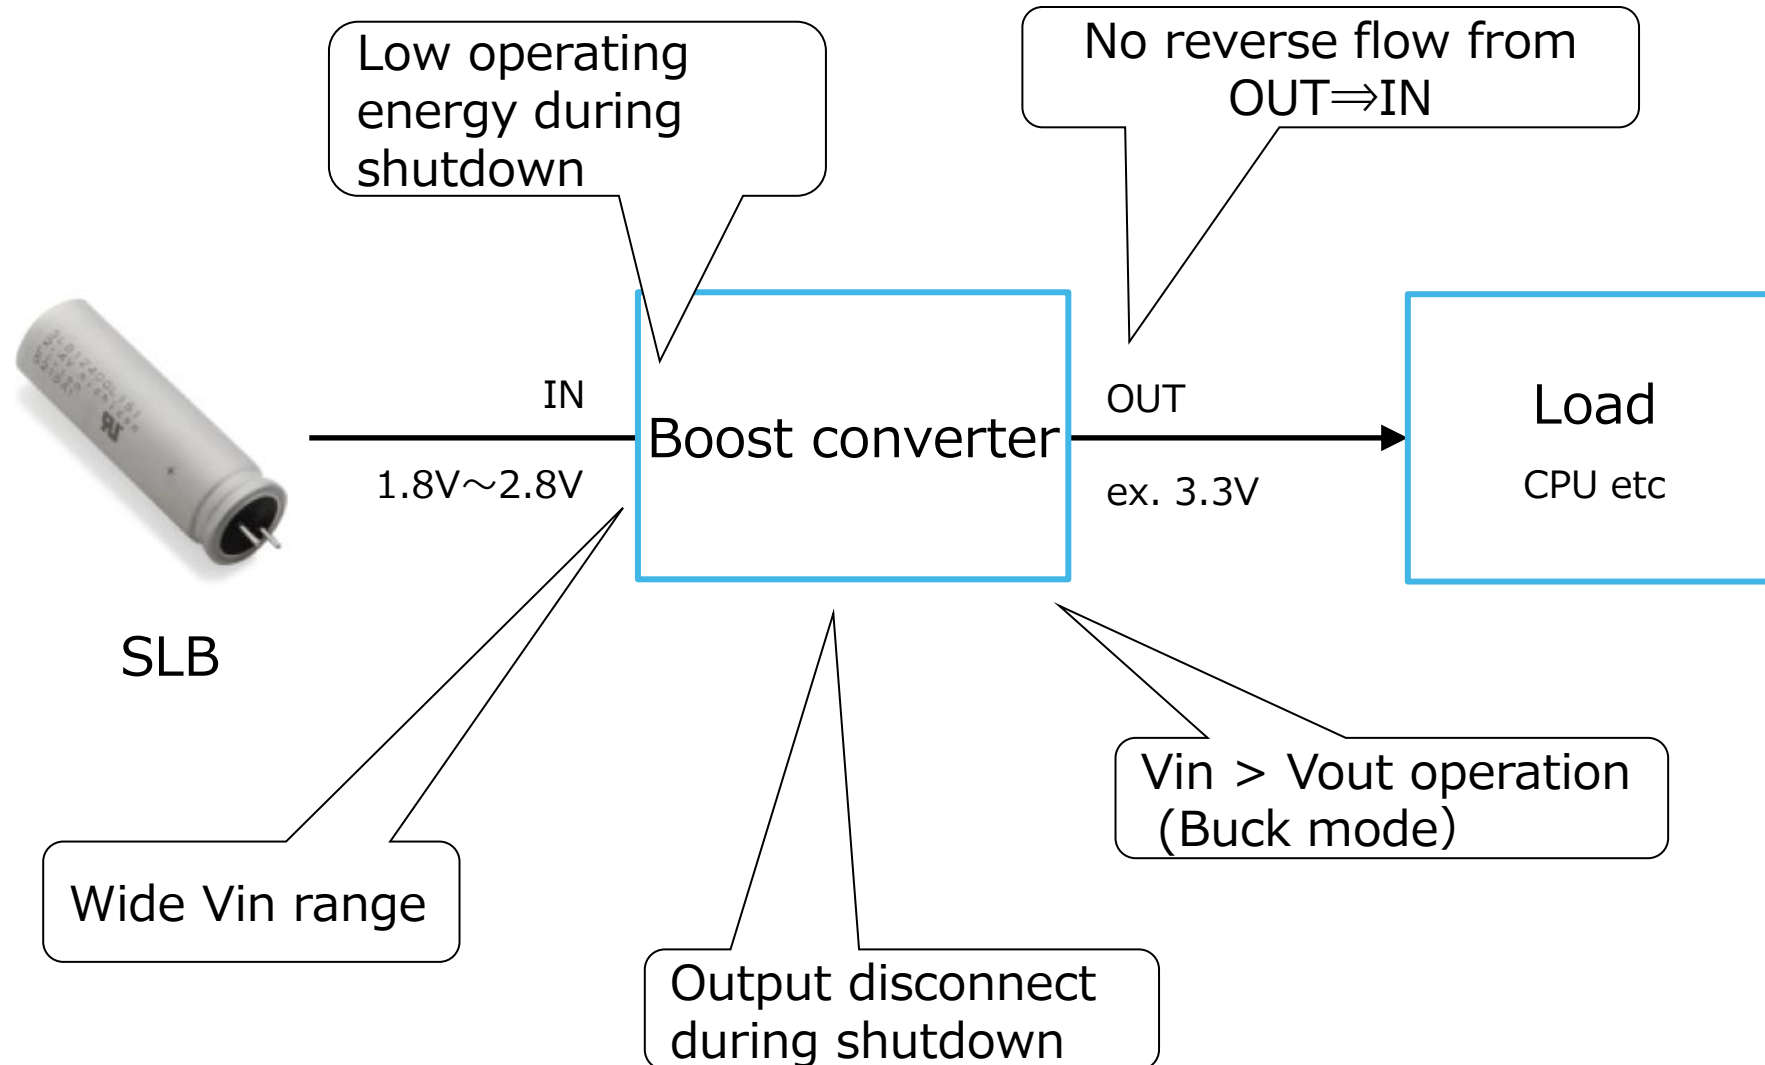 Low operating
energy during
shutdown
No reverse flow from
OUT⇒IN
IN
1.8V～2.8V
Boost converter
OUT
ex. 3.3V
Load
CPU etc
SLB
Vin > Vout operation
(Buck mode）
Wide Vin range
Output disconnect
during shutdown